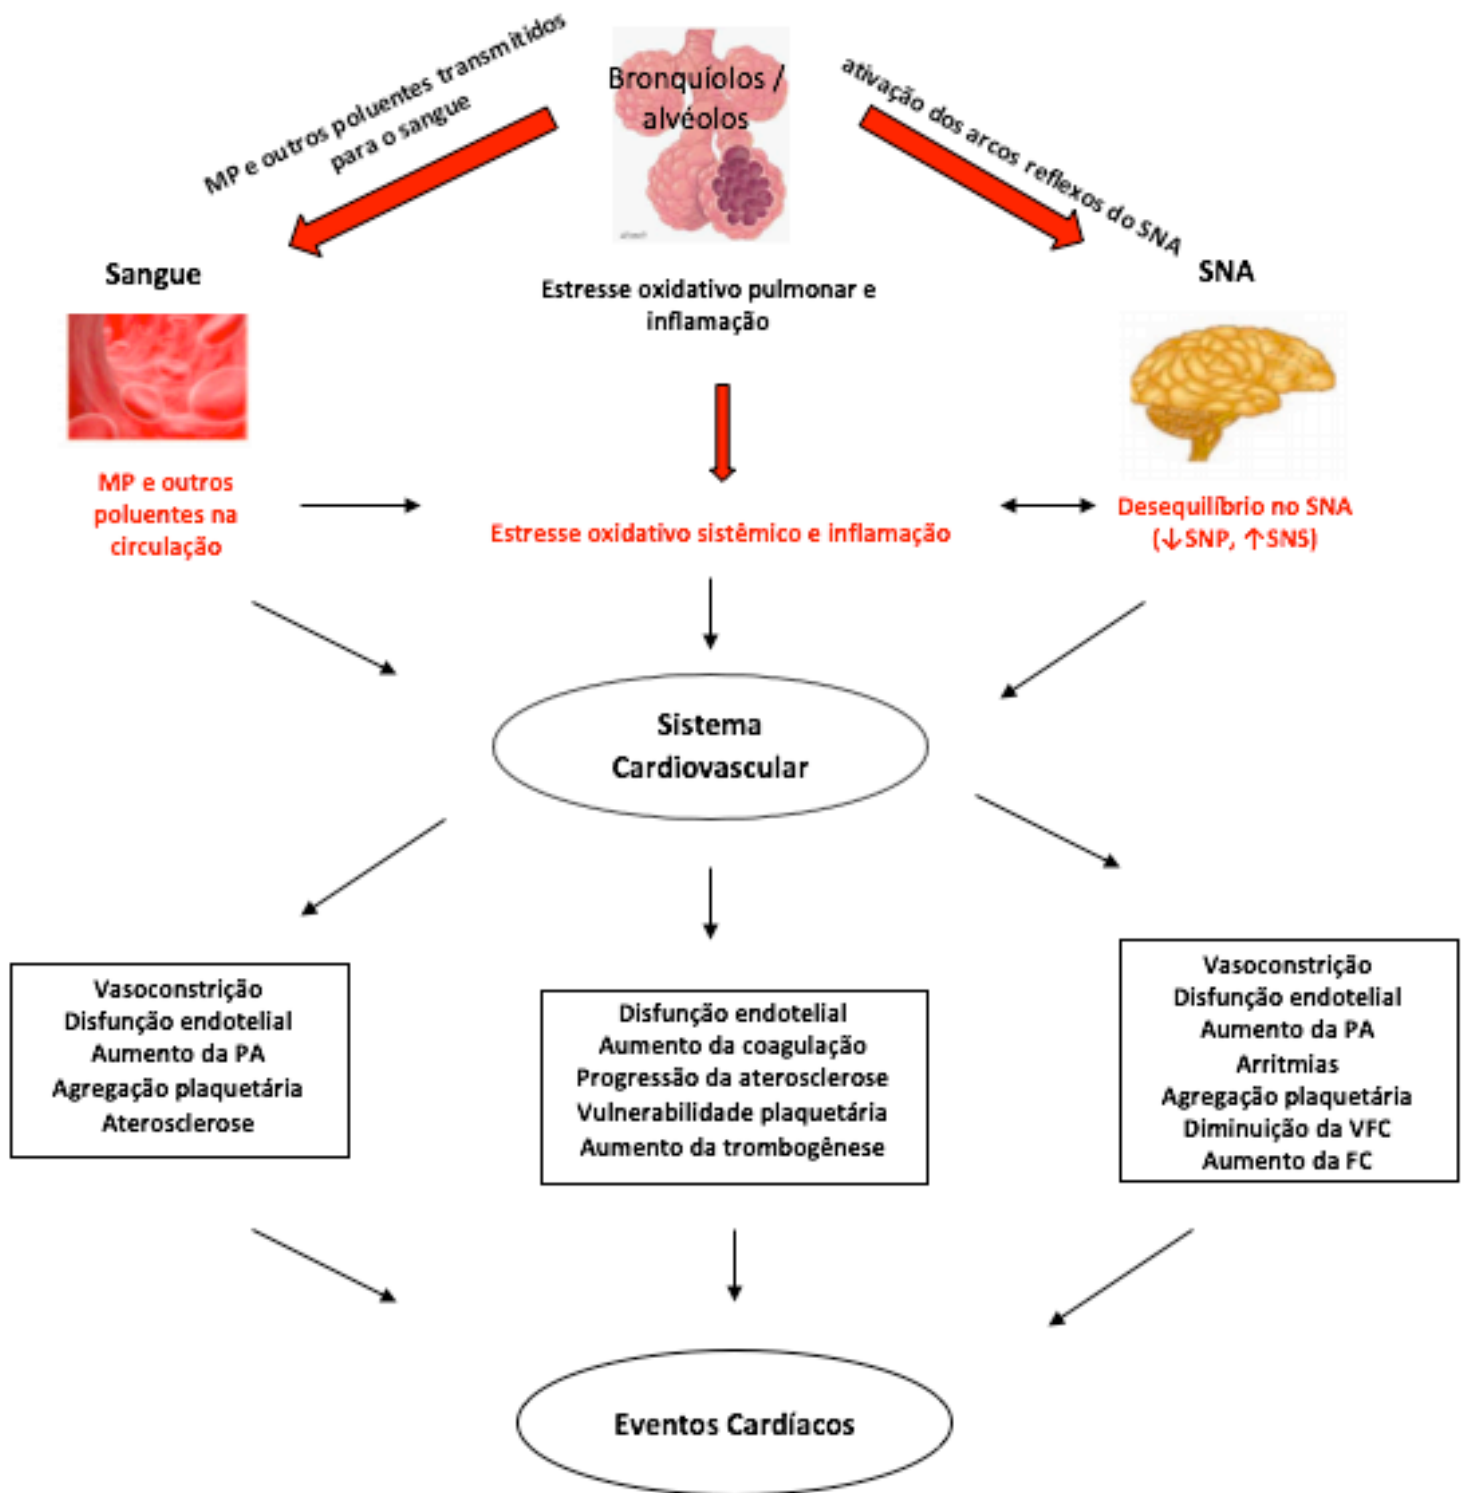 MP e outros poluentes transmitidos
para o sangue
Bronquíolos /
alvéolos
ativação dos arcos reflexos do SNA
Sangue
Estresse oxidativo pulmonar e
inflamação
SNA
MP e outros
poluentes na
circulação
Estresse oxidativo sistêmico e inflamação
Desequilíbrio no SNA
(↓SNP, ↑SNS)
Sistema
Cardiovascular
Vasoconstrição
Disfunção endotelial
Aumento da PA
Agregação plaquetária
Aterosclerose
Disfunção endotelial
Aumento da coagulação
Progressão da aterosclerose
Vulnerabilidade plaquetária
Aumento da trombogênese
Vasoconstrição
Disfunção endotelial
Aumento da PA
Arritmias
Agregação plaquetária
Diminuição da VFC
Aumento da FC
Eventos Cardíacos